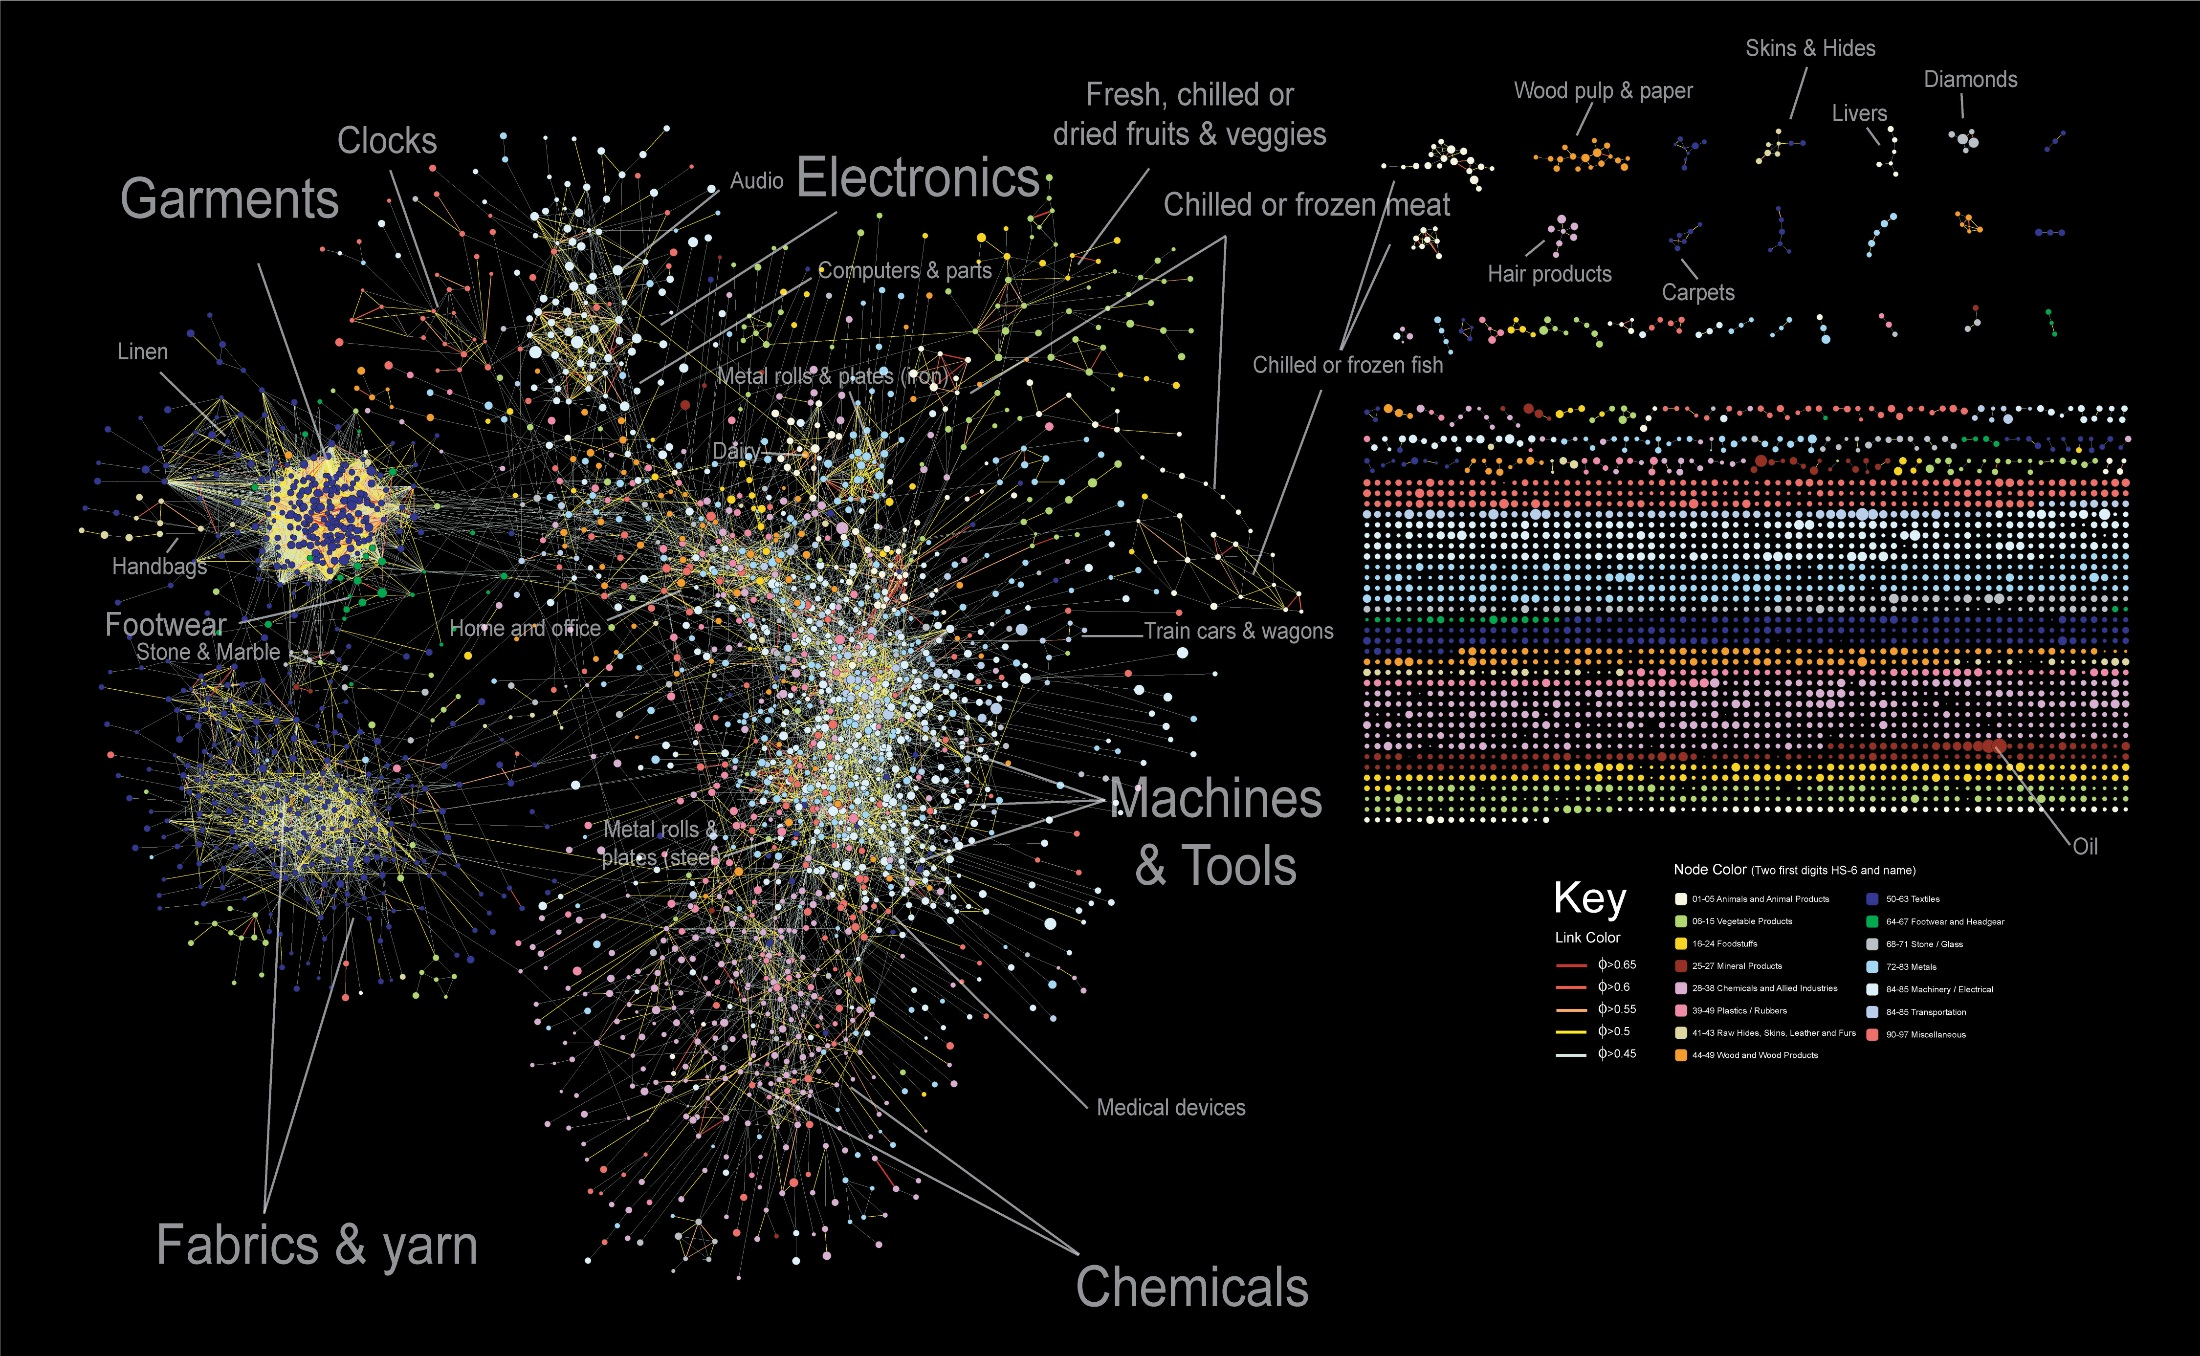 Skins & Hides
Diamonds
Wood pulp & paper
Livers
Fresh, chilled or
dried fruits & veggies
Clocks
Garments
Audio
Electronics
Chilled or frozen meat
Computers & parts
Hair products
Carpets
Linen
Metal rolls & plates (iron)
Chilled or frozen fish
Dairy
Handbags
Footwear
Stone & Marble
Home and office
Train cars & wagons
Machines
& Tools
Metal rolls &
plates (steel)
Oil
Medical devices
Fabrics & yarn
Chemicals
Key
Link Color
ϕ>0.65
ϕ>0.6
ϕ>0.55
ϕ>0.5
ϕ>0.45
Node Color (Two first digits HS-6 and name)
01-05 Animals and Animal Products
06-15 Vegetable Products
16-24 Foodstuffs
25-27 Mineral Products
28-38 Chemicals and Allied Industries
39-49 Plastics / Rubbers
41-43 Raw Hides, Skins, Leather and Furs
44-49 Wood and Wood Products
50-63 Textiles
64-67 Footwear and Headgear
68-71 Stone / Glass
72-83 Metals
84-85 Machinery / Electrical
84-85 Transportation
90-97 Miscellaneous